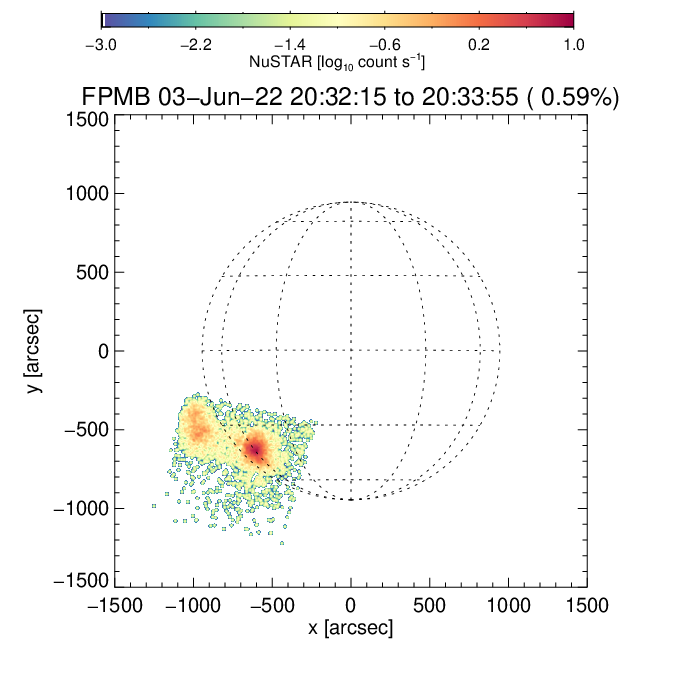 −3.0 −2.2 −1.4 −0.6 0.2 1.0
NuSTAR [log₁₀ count s⁻¹]
FPMB 03−Jun−22 20:32:15 to 20:33:55 ( 0.59%)
1500
1000
500
0
−500
−1000
−1500
y [arcsec]
−1500 −1000 −500 0 500 1000 1500
x [arcsec]